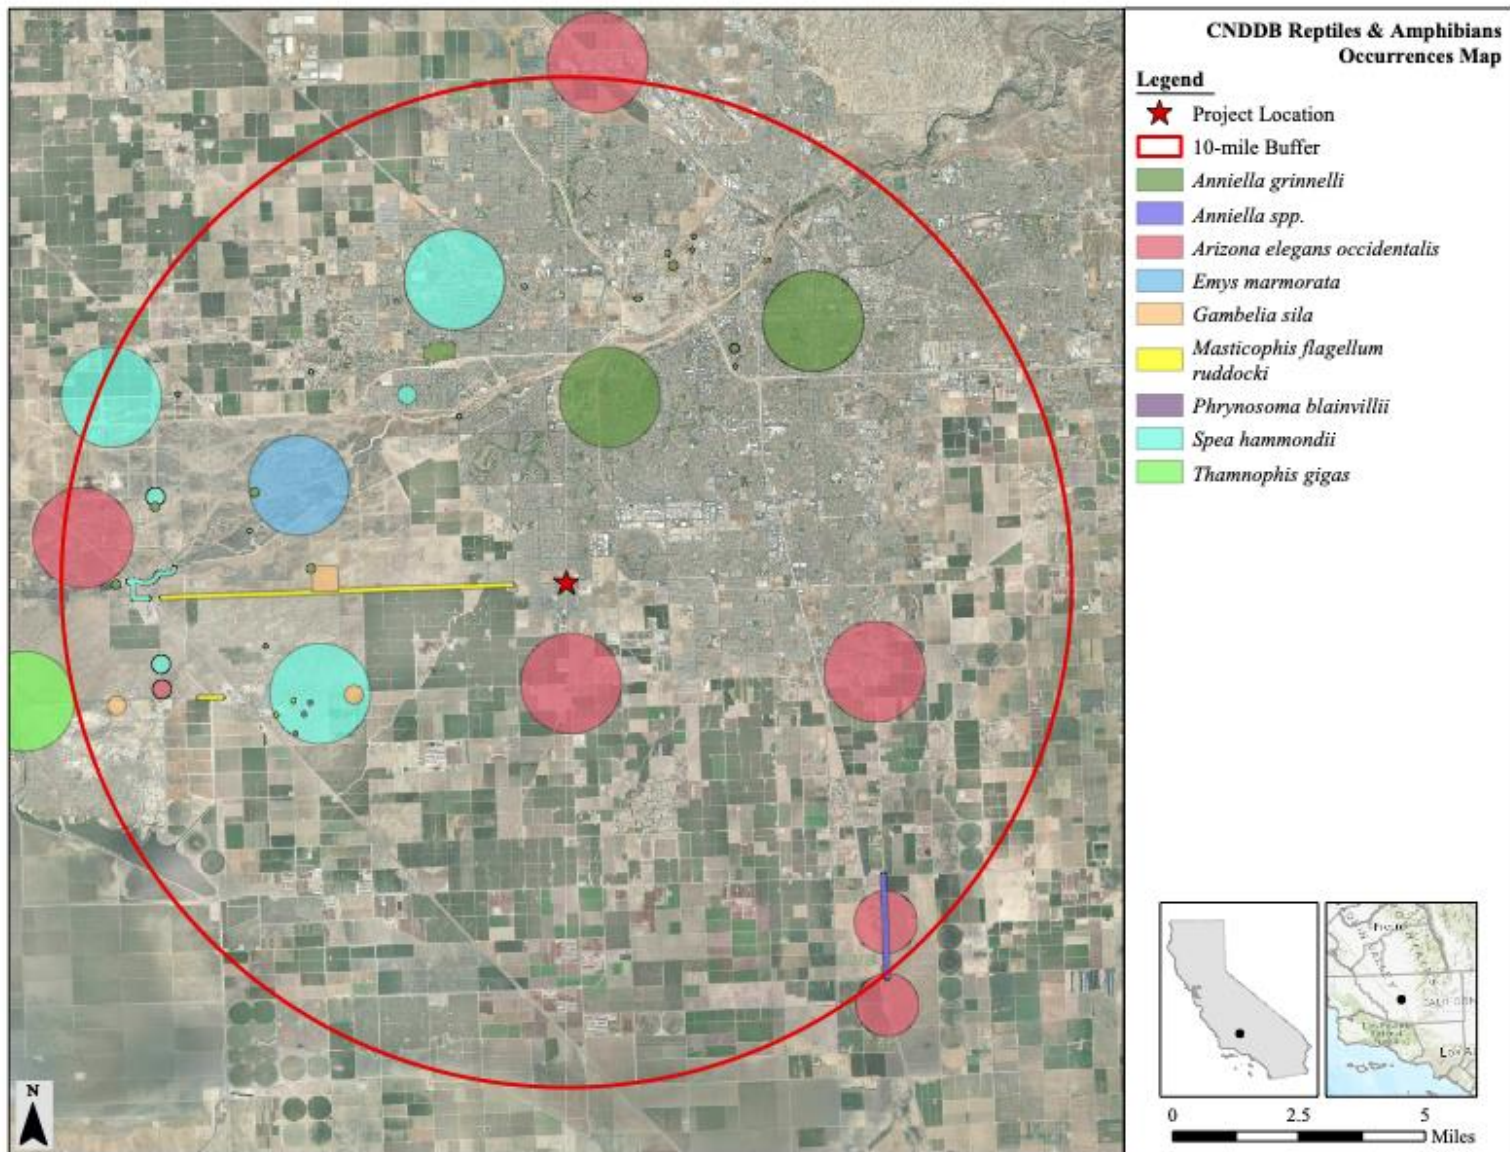 CNDDB Reptiles & Amphibians
Occurrences Map
Legend
Project Location
10-mile Buffer
Anniella grinnelli
Anniella spp.
Arizona elegans occidentalis
Emys marmorata
Gambelia sila
Masticophis flagellum
ruddocki
Phrynosoma blainvillii
Spea hammondii
Thamnophis gigas
N
0 2.5 5
Miles